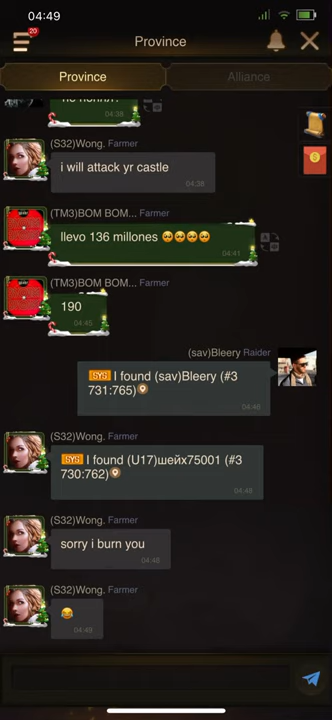 04:49
20
Province
Province
Alliance
04:38
(S32)Wong. Farmer
i will attack yr castle
04:38
(TM3)BOM BOM... Farmer
llevo 136 millones 🥺🥺🥺🥺
04:41
(TM3)BOM BOM... Farmer
190
04:45
(sav)Bleery Raider
SYS I found (sav)Bleery (#3
731:765)
04:46
(S32)Wong. Farmer
SYS I found (U17)шейх75001 (#3
730:762)
04:48
(S32)Wong. Farmer
sorry i burn you
04:48
(S32)Wong. Farmer
😂
04:49